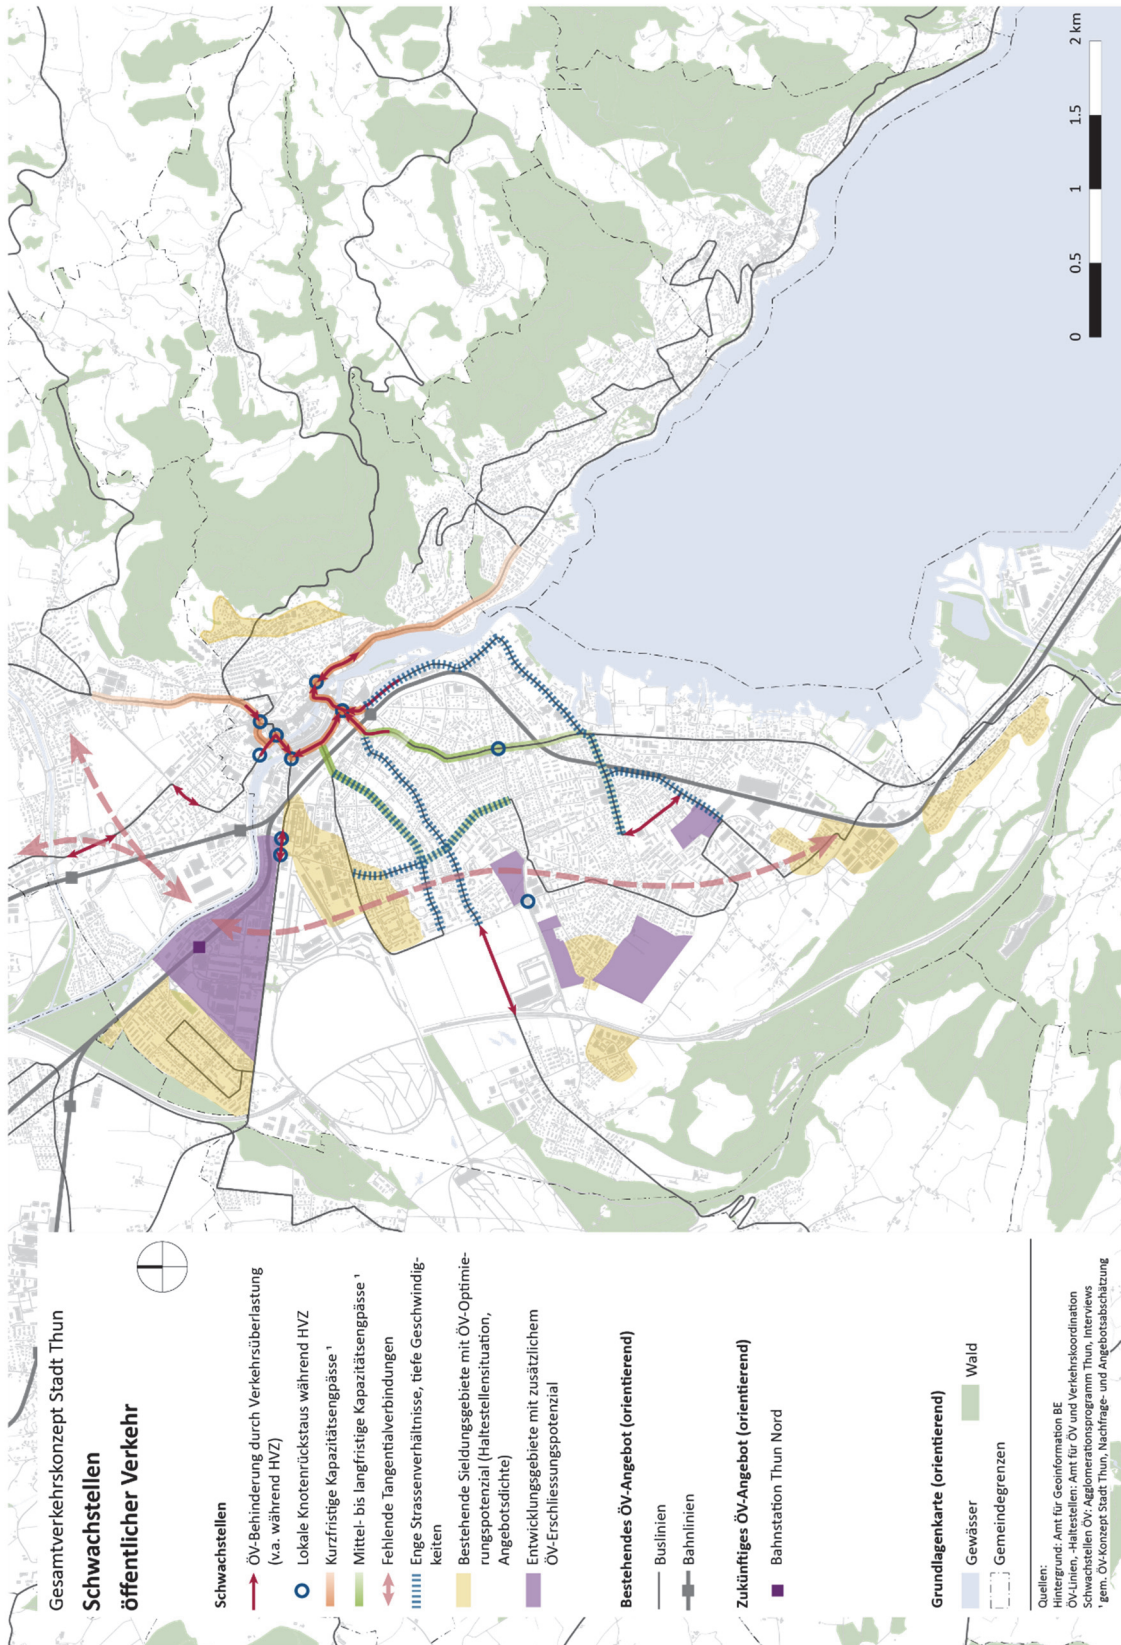 Gesamtverkehrskonzept Stadt Thun
Schwachstellen
öffentlicher Verkehr
Schwachstellen
ÖV-Behinderung durch Verkehrsüberlastung
(v.a. während HVZ)
Lokale Knotenrückstaus während HVZ
Kurzfristige Kapazitätsengpässe ¹
Mittel- bis langfristige Kapazitätsengpässe ¹
Fehlende Tangentialverbindungen
Enge Strassenverhältnisse, tiefe Geschwindig-
keiten
Bestehende Sieldungsgebiete mit ÖV-Optimie-
rungspotenzial (Haltestellensituation,
Angebotsdichte)
Entwicklungsgebiete mit zusätzlichem
ÖV-Erschliessungspotenzial
Bestehendes ÖV-Angebot (orientierend)
Buslinien
Bahnlinien
Zukünftiges ÖV-Angebot (orientierend)
Bahnstation Thun Nord
Grundlagenkarte (orientierend)
Gewässer
Wald
Gemeindegrenzen
Quellen:
Hintergrund: Amt für Geoinformation BE
ÖV-Linien, -Haltestellen: Amt für ÖV und Verkehrskoordination
Schwachstellen ÖV: Agglomerationsprogramm Thun, Interviews
¹ gem. ÖV-Konzept Stadt Thun, Nachfrage- und Angebotsabschätzung
0 0.5 1 1.5 2 km